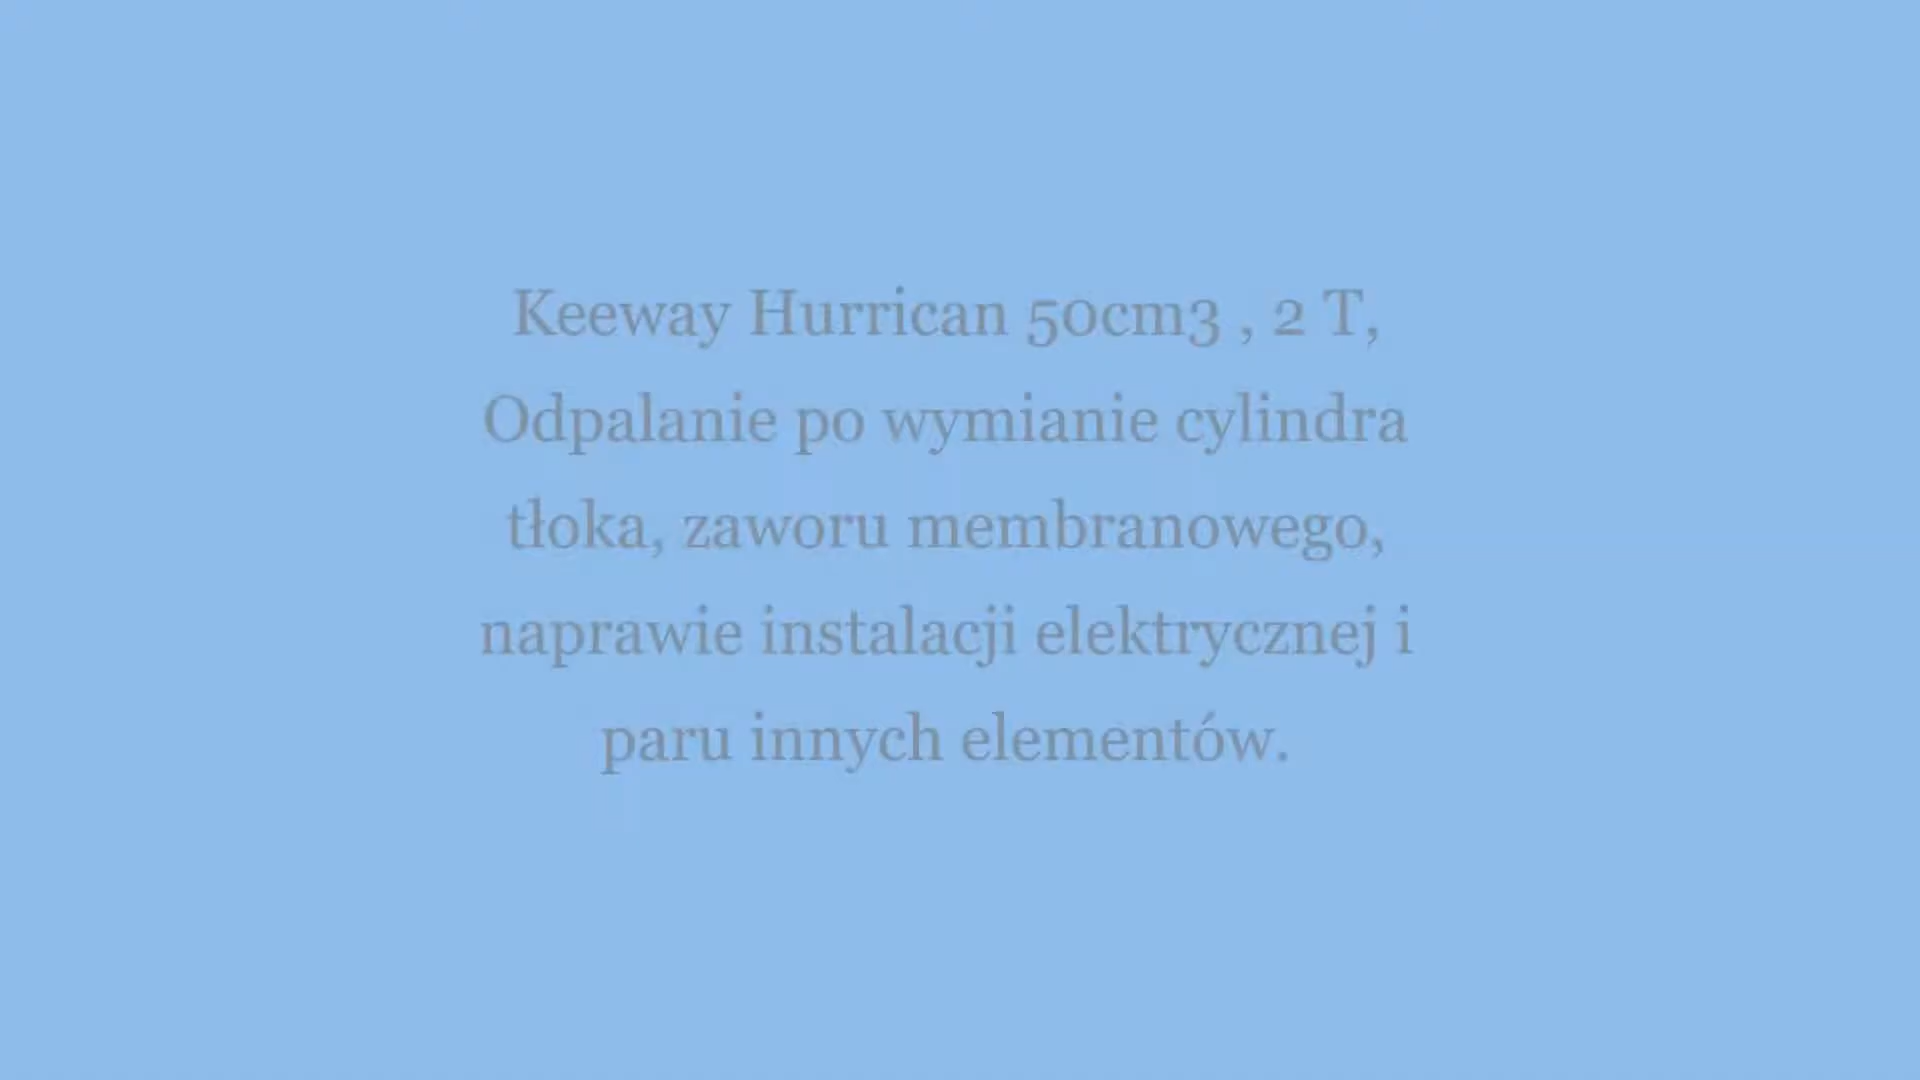 Keeway Hurrican 50cm3 , 2 T,
Odpalanie po wymianie cylindra
tłoka, zaworu membranowego,
naprawie instalacji elektrycznej i
paru innych elementów.